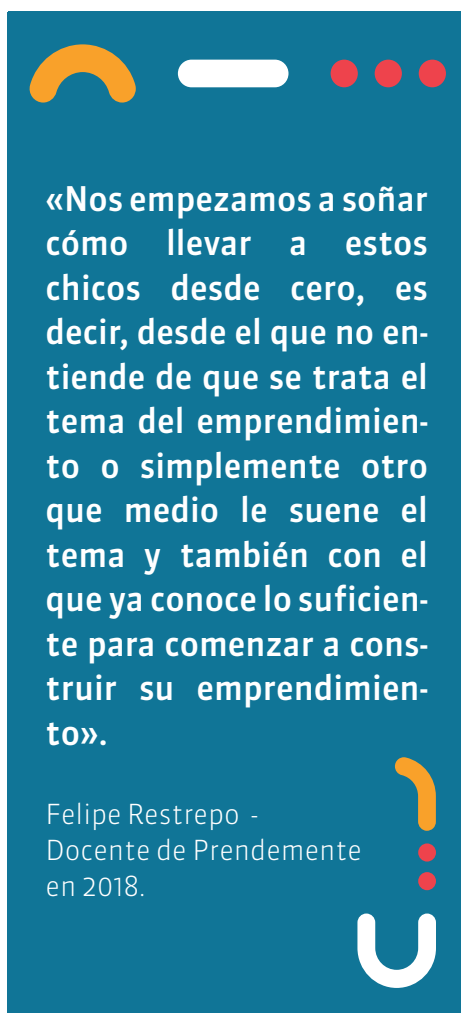 «Nos empezamos a soñar
cómo llevar a estos
chicos desde cero, es
decir, desde el que no en-
tiende de que se trata el
tema del emprendimien-
to o simplemente otro
que medio le suene el
tema y también con el
que ya conoce lo suficien-
te para comenzar a cons-
truir su emprendimien-
to».
Felipe Restrepo -
Docente de Prendemente
en 2018.